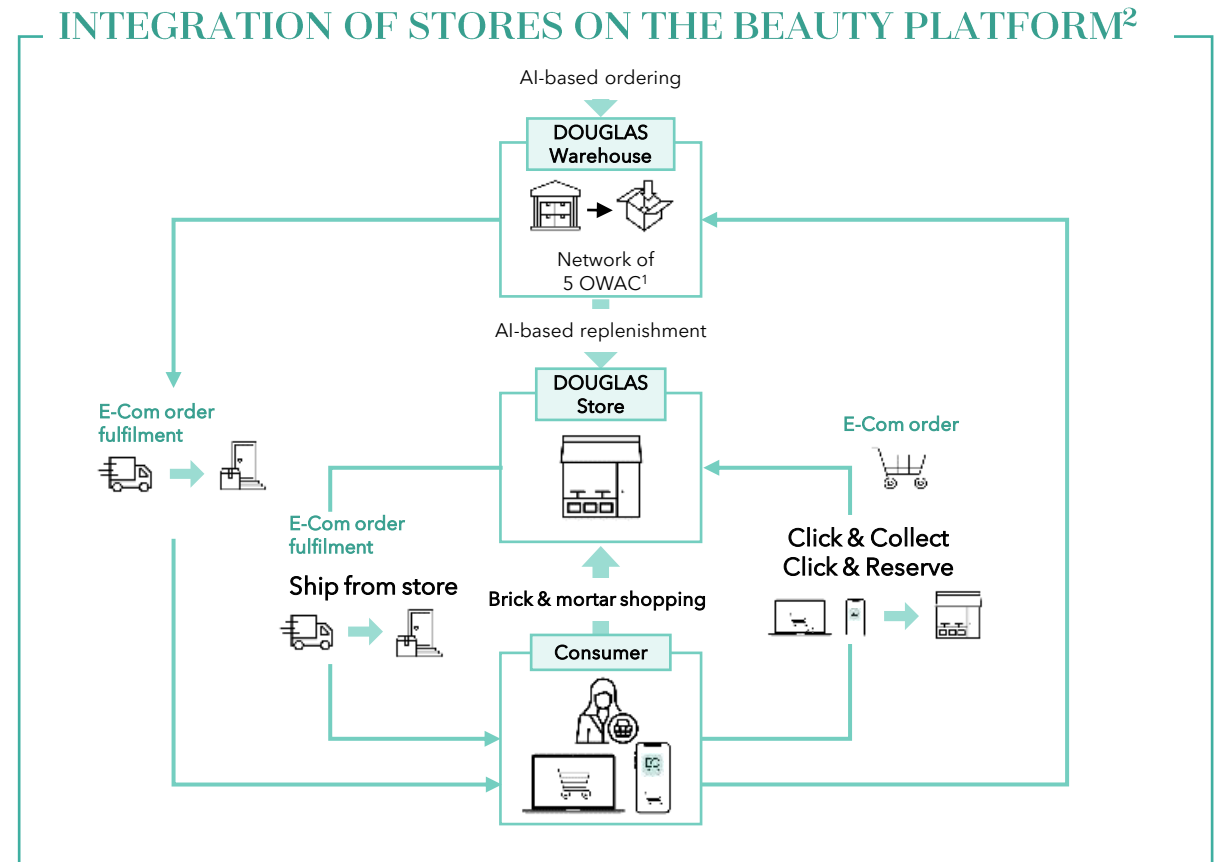 INTEGRATION OF STORES ON THE BEAUTY PLATFORM²
AI-based ordering
DOUGLAS
Warehouse
Network of
5 OWAC¹
AI-based replenishment
DOUGLAS
Store
E-Com order
fulfilment
E-Com order
E-Com order
fulfilment
Ship from store
Click & Collect
Click & Reserve
Brick & mortar shopping
Consumer